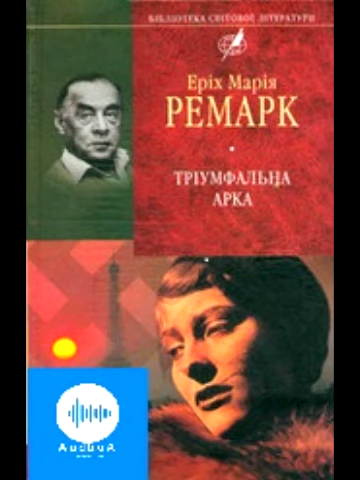 БІБЛІОТЕКА СВІТОВОЇ ЛІТЕРАТУРИ
Еріх Марія
РЕМАРК
ТРІУМФАЛЬНА
АРКА